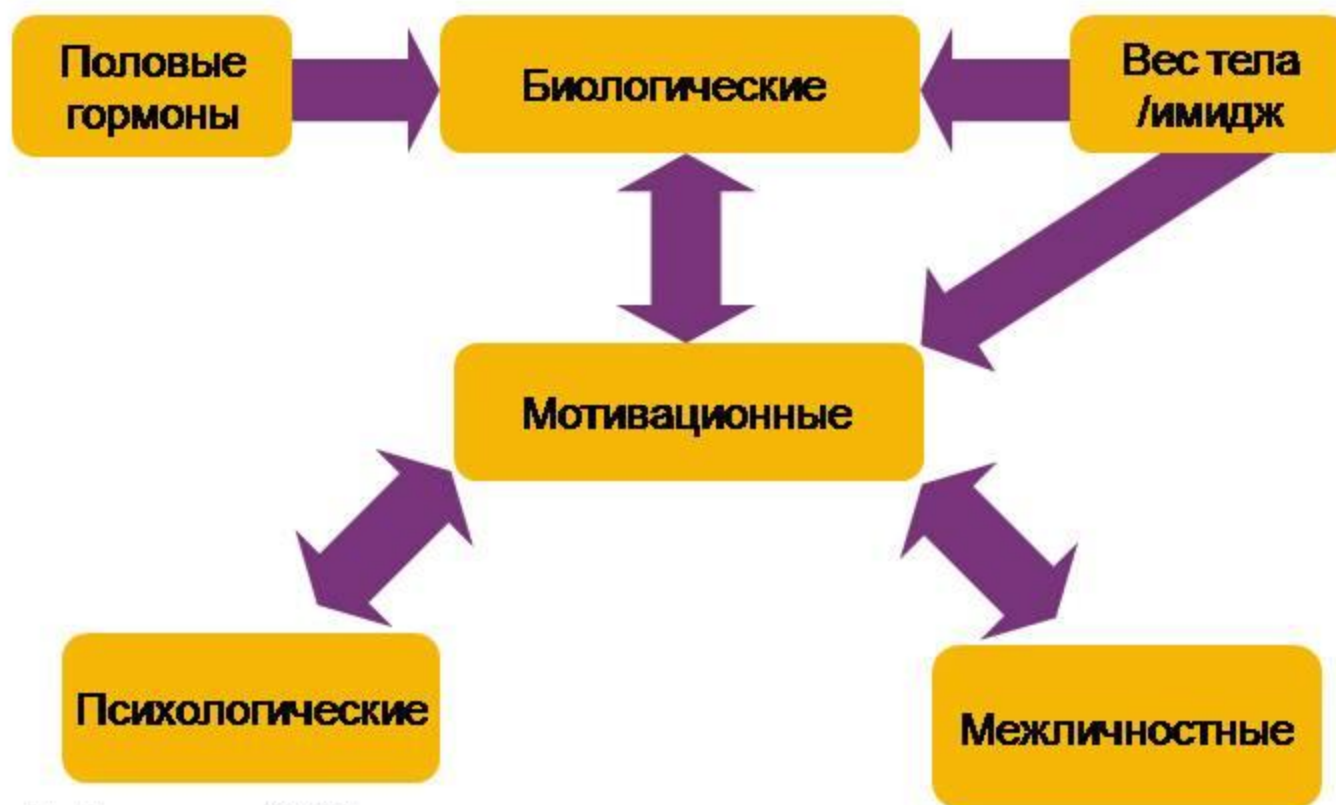 Половые
гормоны
Биологические
Вес тела
/имидж
Мотивационные
Психологические
Межличностные